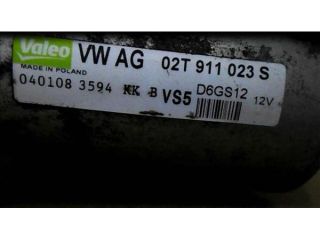 Valeo VW AG 02T 911 023 S
MADE IN POLAND
040108 3594 KK B VS5 D6GS12 12V